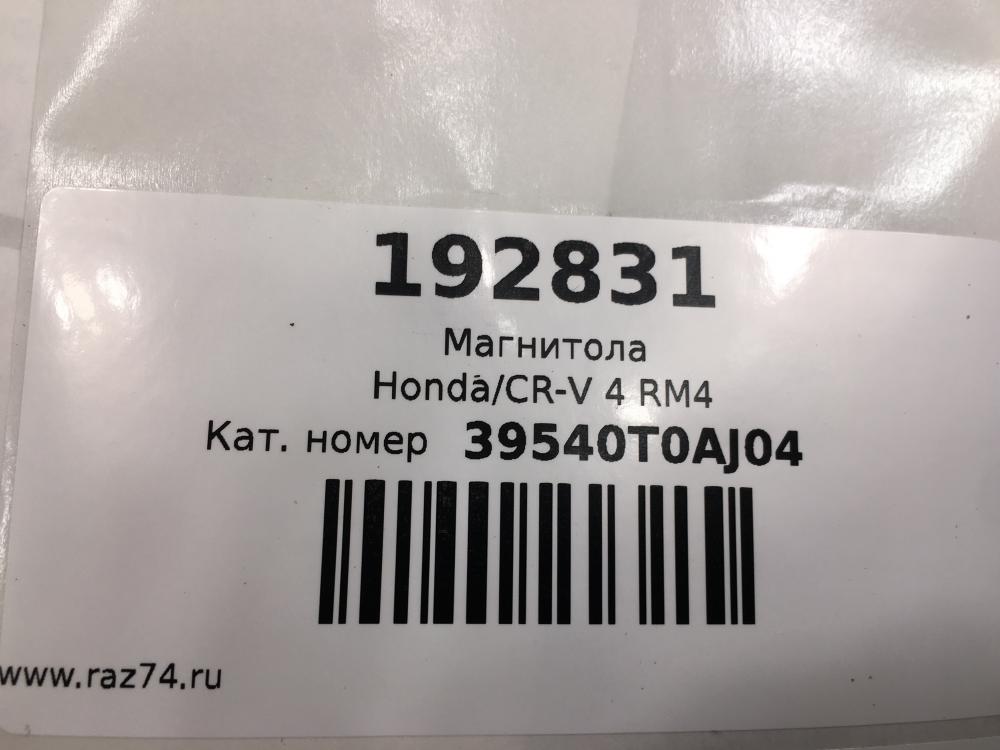 192831
Магнитола
Honda/CR-V 4 RM4
Кат. номер 39540T0AJ04
www.raz74.ru